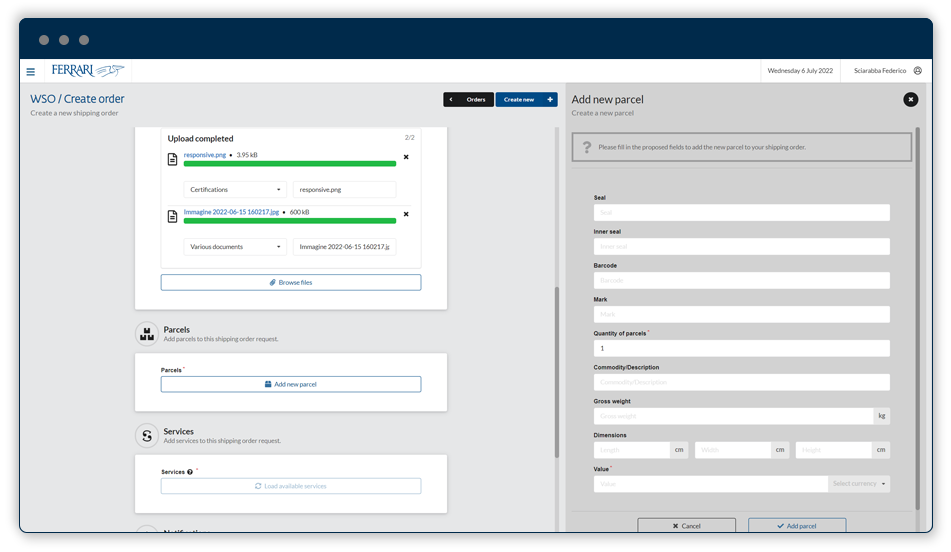 FERRARI
Wednesday 6 July 2022
Sciarabba Federico
WSO / Create order
Create a new shipping order
Orders
Create new
Upload completed
2/2
responsive.png • 3.95 kB
Certifications
responsive.png
Immagine 2022-06-15 160217.jpg • 600 kB
Various documents
Immagine 2022-06-15 160217.j
Browse files
Parcels
Add parcels to this shipping order request.
Parcels *
Add new parcel
Services
Add services to this shipping order request.
Services ? *
Load available services
Add new parcel
Create a new parcel
? Please fill in the proposed fields to add the new parcel to your shipping order.
Seal
Seal
Inner seal
Inner seal
Barcode
Barcode
Mark
Mark
Quantity of parcels *
1
Commodity/Description
Commodity/Description
Gross weight
Gross weight kg
Dimensions
Length cm Width cm Height cm
Value *
Value Select currency
Cancel
Add parcel